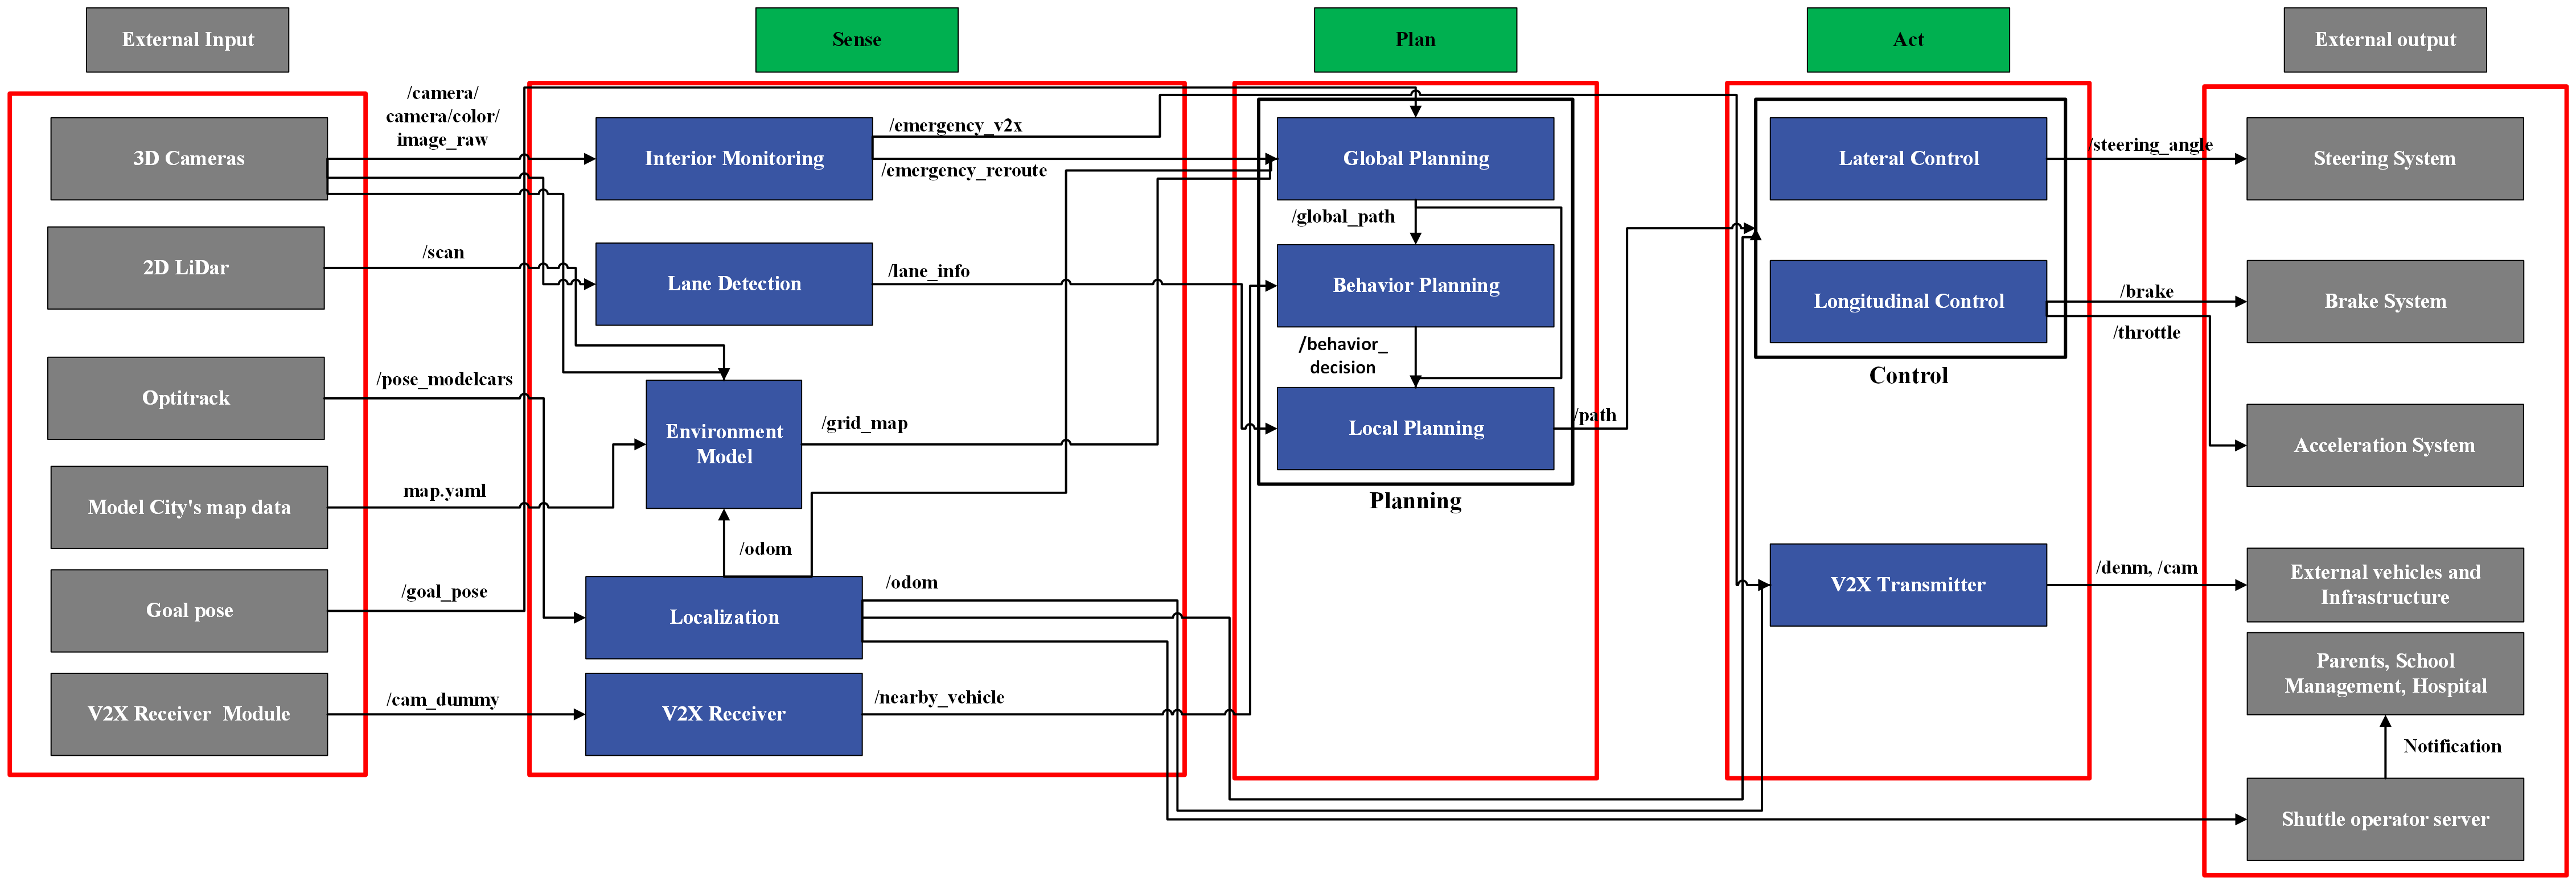 External Input
Sense
Plan
Act
External output
3D Cameras
2D LiDar
Optitrack
Model City's map data
Goal pose
V2X Receiver Module
/camera/
camera/color/
image_raw
/scan
/pose_modelcars
map.yaml
/goal_pose
/cam_dummy
Interior Monitoring
Lane Detection
Environment
Model
/odom
Localization
V2X Receiver
/emergency_v2x
/emergency_reroute
/lane_info
/grid_map
/odom
/nearby_vehicle
Global Planning
/global_path
Behavior Planning
/behavior_
decision
Local Planning
Planning
/path
Lateral Control
Longitudinal Control
Control
V2X Transmitter
/steering_angle
/brake
/throttle
/denm, /cam
Steering System
Brake System
Acceleration System
External vehicles and
Infrastructure
Parents, School
Management, Hospital
Notification
Shuttle operator server